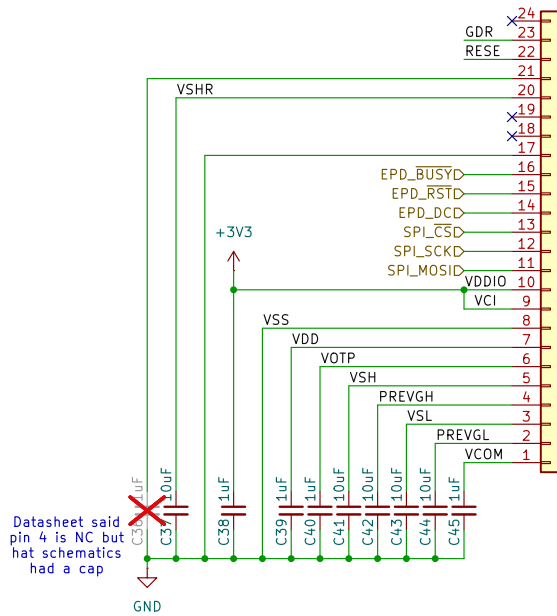 24
GDR 23
RESE 22
21
VSHR 20
19
18
17
EPD_BUSY 16
EPD_RST 15
EPD_DC 14
SPI_CS 13
SPI_SCK 12
SPI_MOSI 11
+3V3
VDDIO 10
VCI 9
VSS 8
VDD 7
VOTP 6
VSH 5
PREVGH 4
VSL 3
PREVGL 2
VCOM 1
1uF
C37 10uF
C38 1uF
C39 1uF
C40 1uF
C41 10uF
C42 10uF
C43 10uF
C44 10uF
C45 1uF
Datasheet said
pin 4 is NC but
hat schematics
had a cap
GND